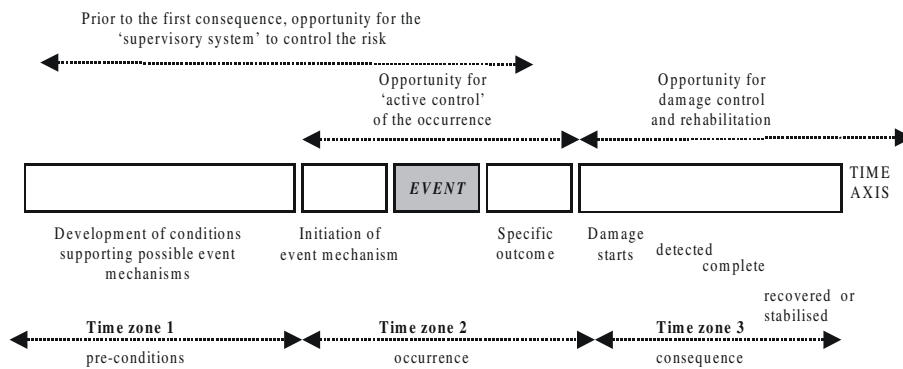 Prior to the first consequence, opportunity for the
‘supervisory system’ to control the risk
Opportunity for
‘active control’
of the occurrence
Opportunity for
damage control
and rehabilitation
EVENT
TIME
AXIS
Development of conditions
supporting possible event
mechanisms
Initiation of
event mechanism
Specific
outcome
Damage
starts
detected
complete
recovered or
stabilised
Time zone 1
pre-conditions
Time zone 2
occurrence
Time zone 3
consequence